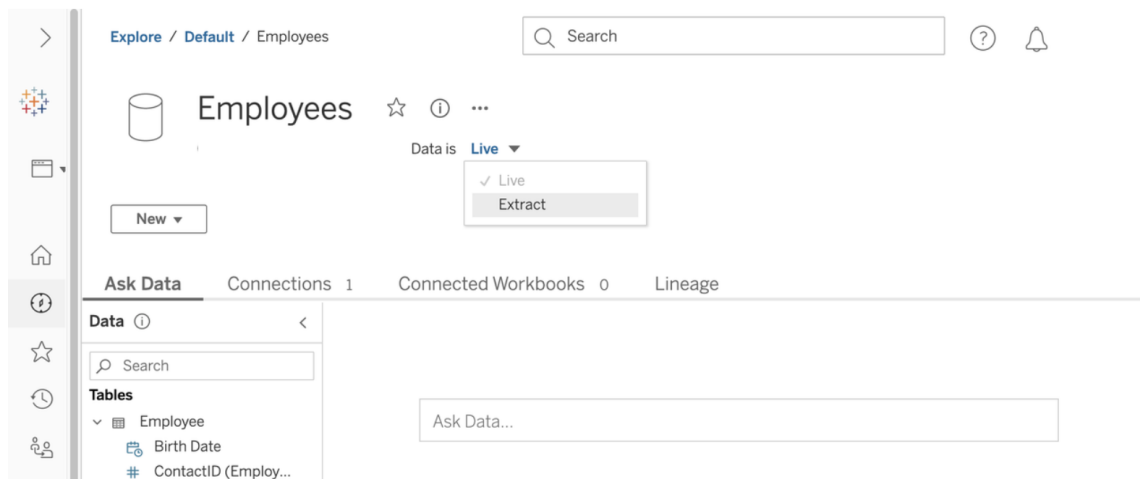 Explore / Default / Employees
Search
Employees
Data is Live
Live
Extract
New
Ask Data Connections 1 Connected Workbooks 0 Lineage
Data
Search
Tables
Employee
Birth Date
ContactID (Employ...
Ask Data...